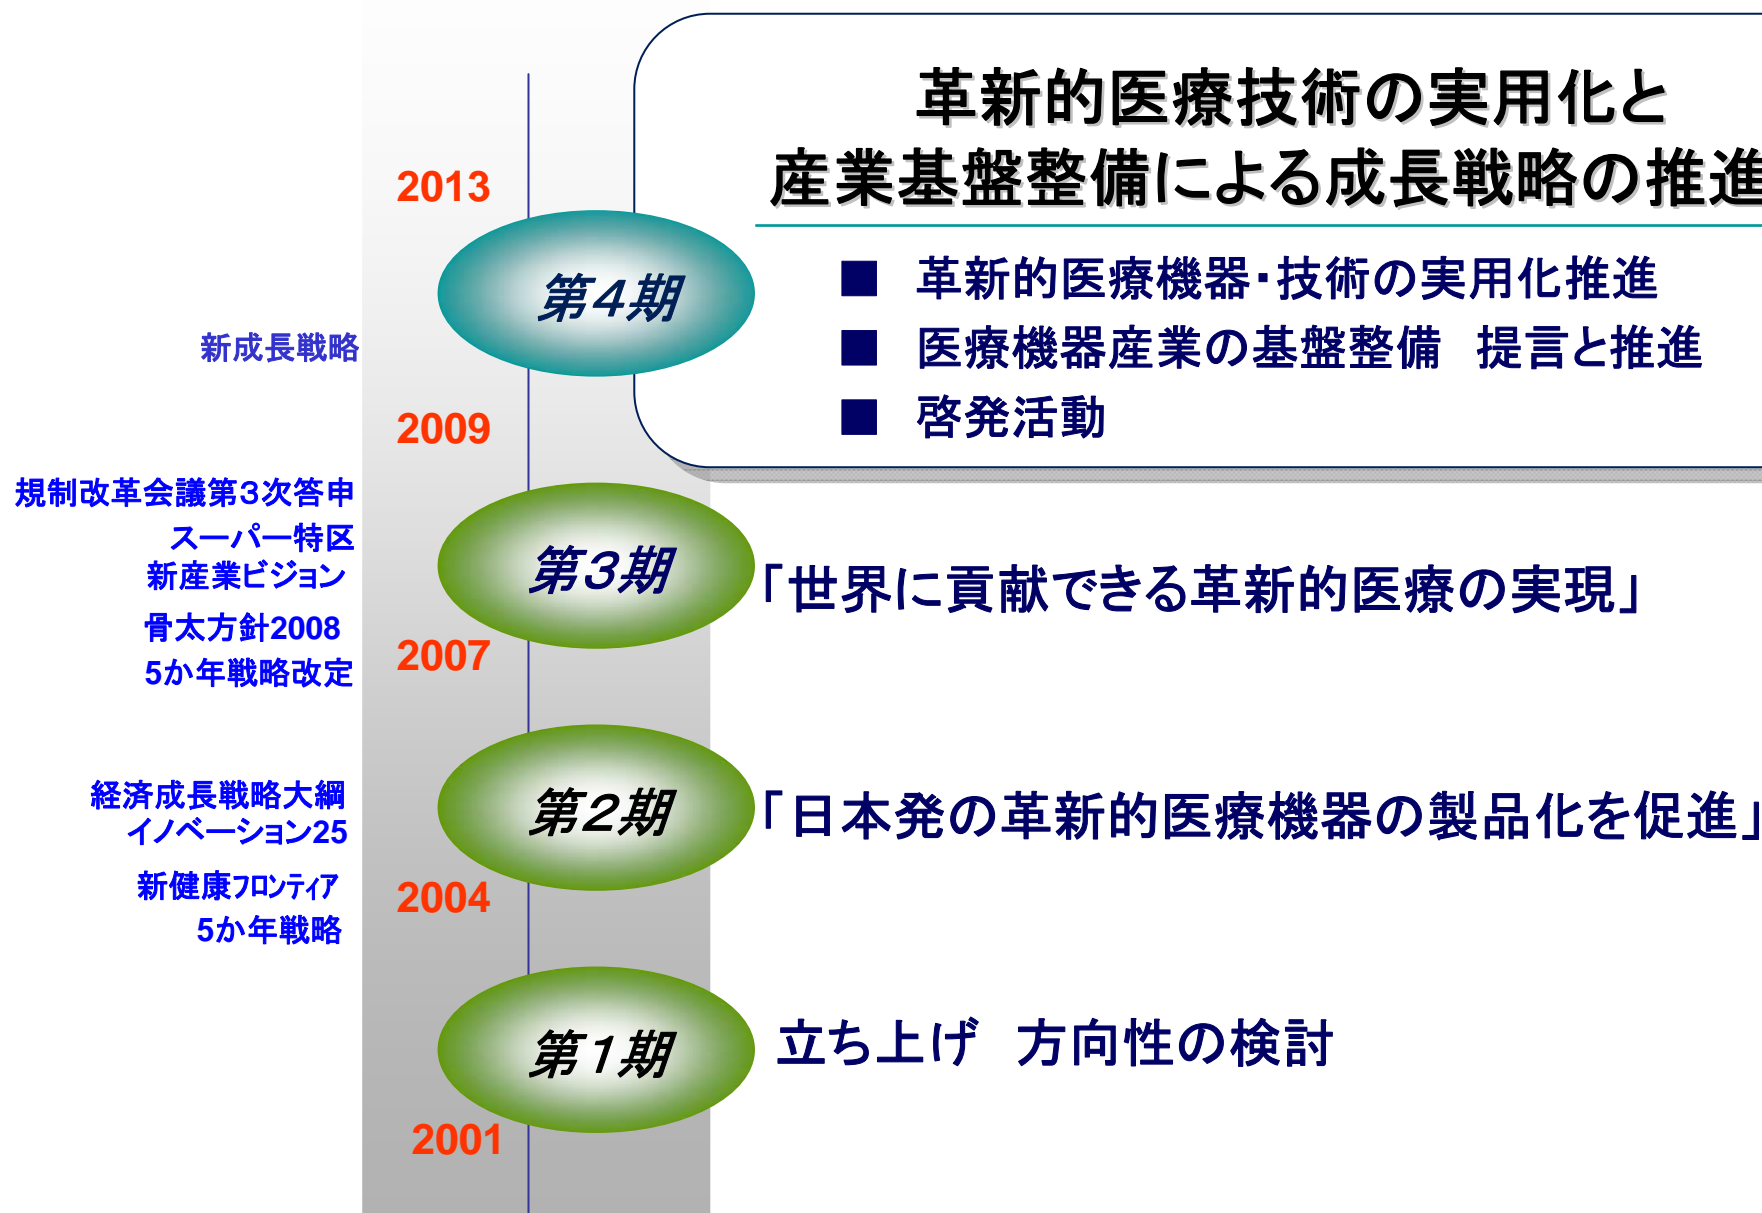 革新的医療技術の実用化と
産業基盤整備による成長戦略の推進
2013
第4期
■ 革新的医療機器・技術の実用化推進
■ 医療機器産業の基盤整備 提言と推進
■ 啓発活動
新成長戦略
2009
規制改革会議第3次答申
スーパー特区
新産業ビジョン
骨太方針2008
5か年戦略改定
第3期
「世界に貢献できる革新的医療の実現」
2007
経済成長戦略大綱
イノベーション25
新健康フロンティア
5か年戦略
第2期
「日本発の革新的医療機器の製品化を促進」
2004
第1期
立ち上げ 方向性の検討
2001